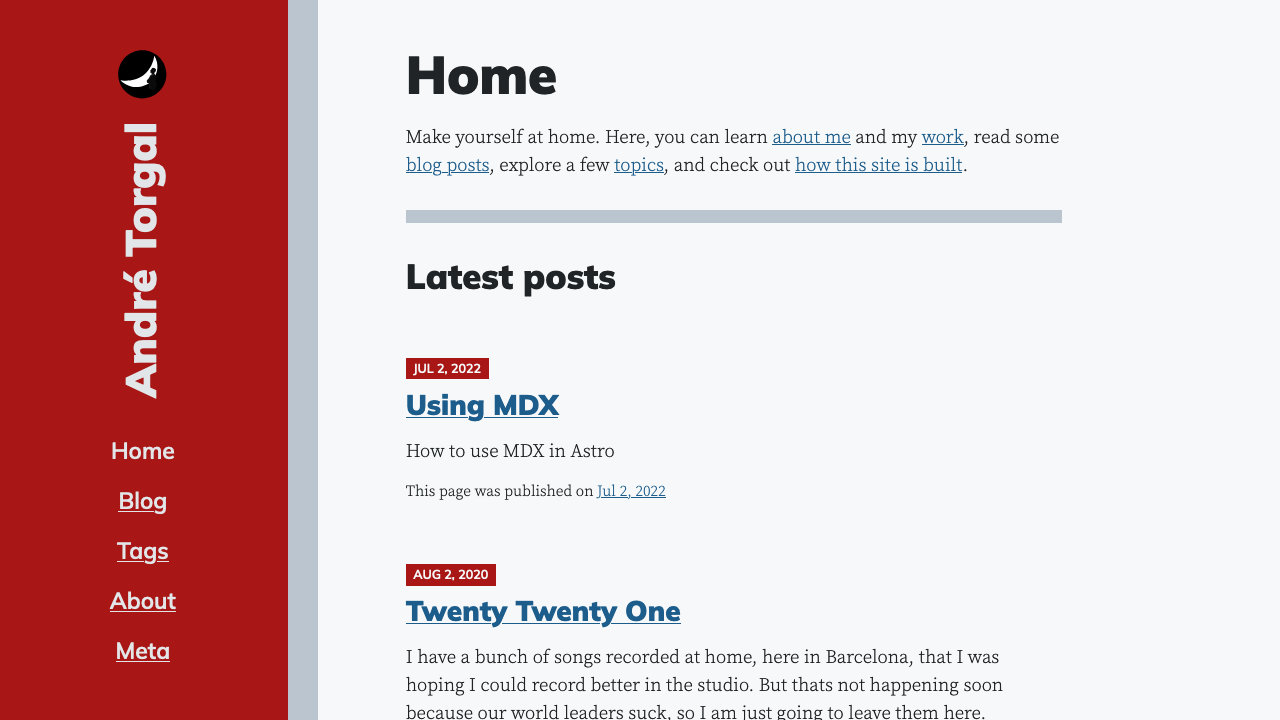 André Torgal
Home
Blog
Tags
About
Meta
Home
Make yourself at home. Here, you can learn about me and my work, read some
blog posts, explore a few topics, and check out how this site is built.
Latest posts
JUL 2, 2022
Using MDX
How to use MDX in Astro
This page was published on Jul 2, 2022
AUG 2, 2020
Twenty Twenty One
I have a bunch of songs recorded at home, here in Barcelona, that I was
hoping I could record better in the studio. But thats not happening soon
because our world leaders suck, so I am just going to leave them here.